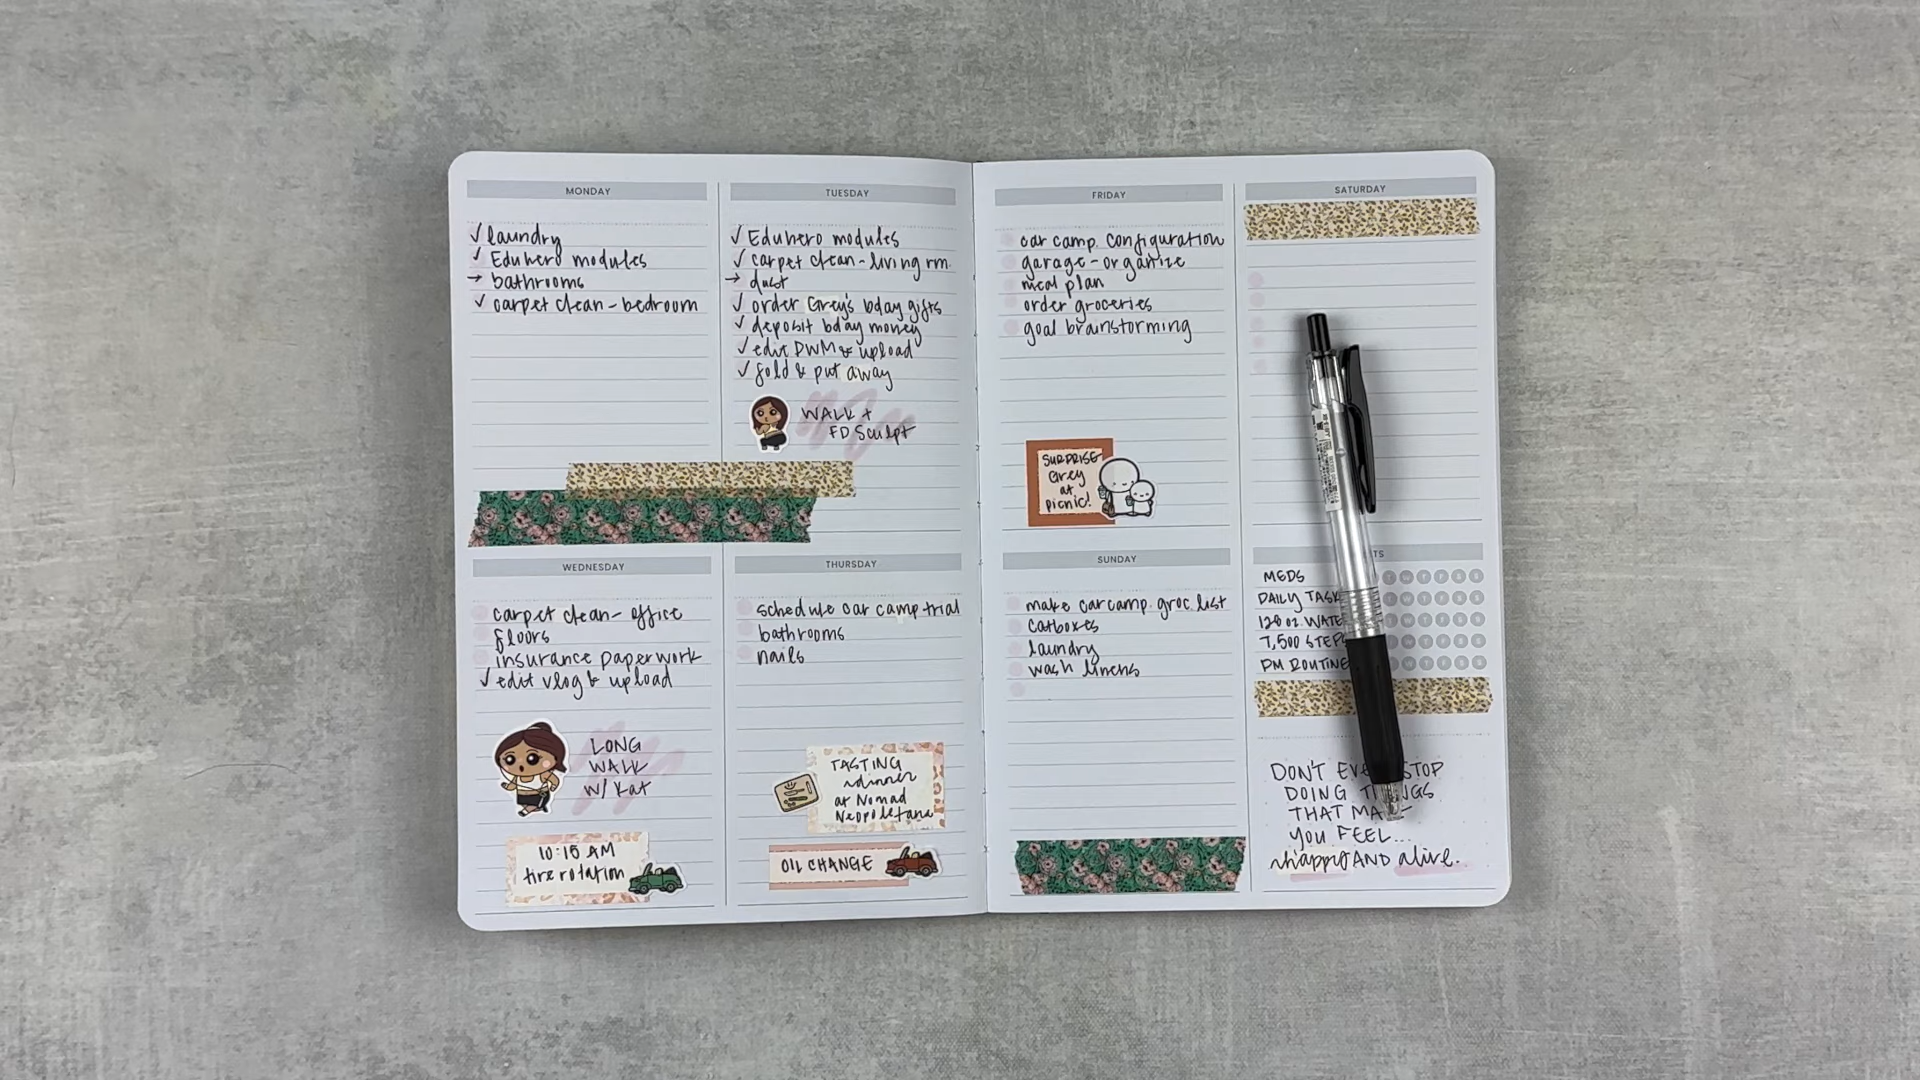 MONDAY
✓ laundry
✓ Eduhero modules
→ bathrooms
✓ carpet clean - bedroom
TUESDAY
✓ Eduhero modules
✓ carpet clean - living rm.
→ dust
✓ order Grey's bday gifts
✓ deposit bday money
✓ edit DWM & upload
✓ fold & put away
WALK +
FD Sculpt
WEDNESDAY
carpet clean - office
floors
insurance paperwork
✓ edit vlog & upload
LONG
WALK
w/ Kat
10:15 AM
tire rotation
THURSDAY
schedule car camp trial
bathrooms
nails
TASTING
dinner
at Nomad
Neopoletana
OIL CHANGE
FRIDAY
car camp. configuration
garage - organize
meal plan
order groceries
goal brainstorming
SURPRISE
Grey
at
picnic!
SATURDAY
SUNDAY
make car camp. groc. list
catboxes
laundry
wash linens
MEDS
DAILY TASK
120 oz. WATE
7,500 STEPS
PM ROUTINE
DON'T STOP
DOING
THAT
you FEEL...
happy AND alive.